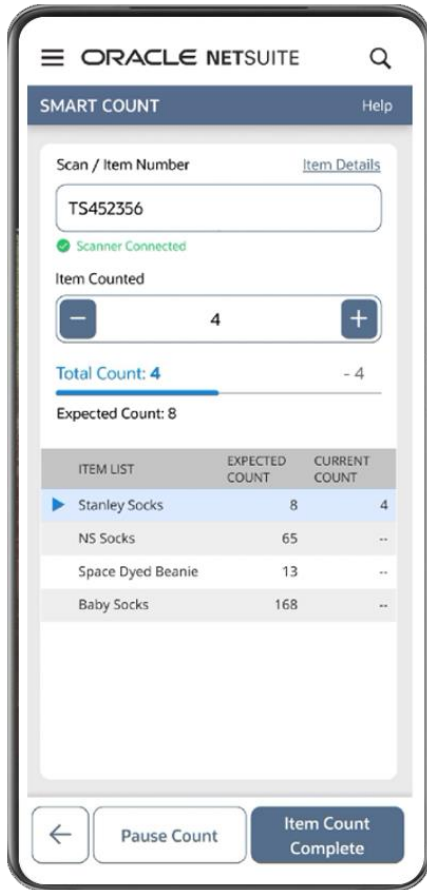 ORACLE NETSUITE
SMART COUNT Help
Scan / Item Number Item Details
TS452356
Scanner Connected
Item Counted
− 4 +
Total Count: 4 - 4
Expected Count: 8
ITEM LIST EXPECTED COUNT CURRENT COUNT
Stanley Socks 8 4
NS Socks 65 --
Space Dyed Beanie 13 --
Baby Socks 168 --
Pause Count Item Count Complete